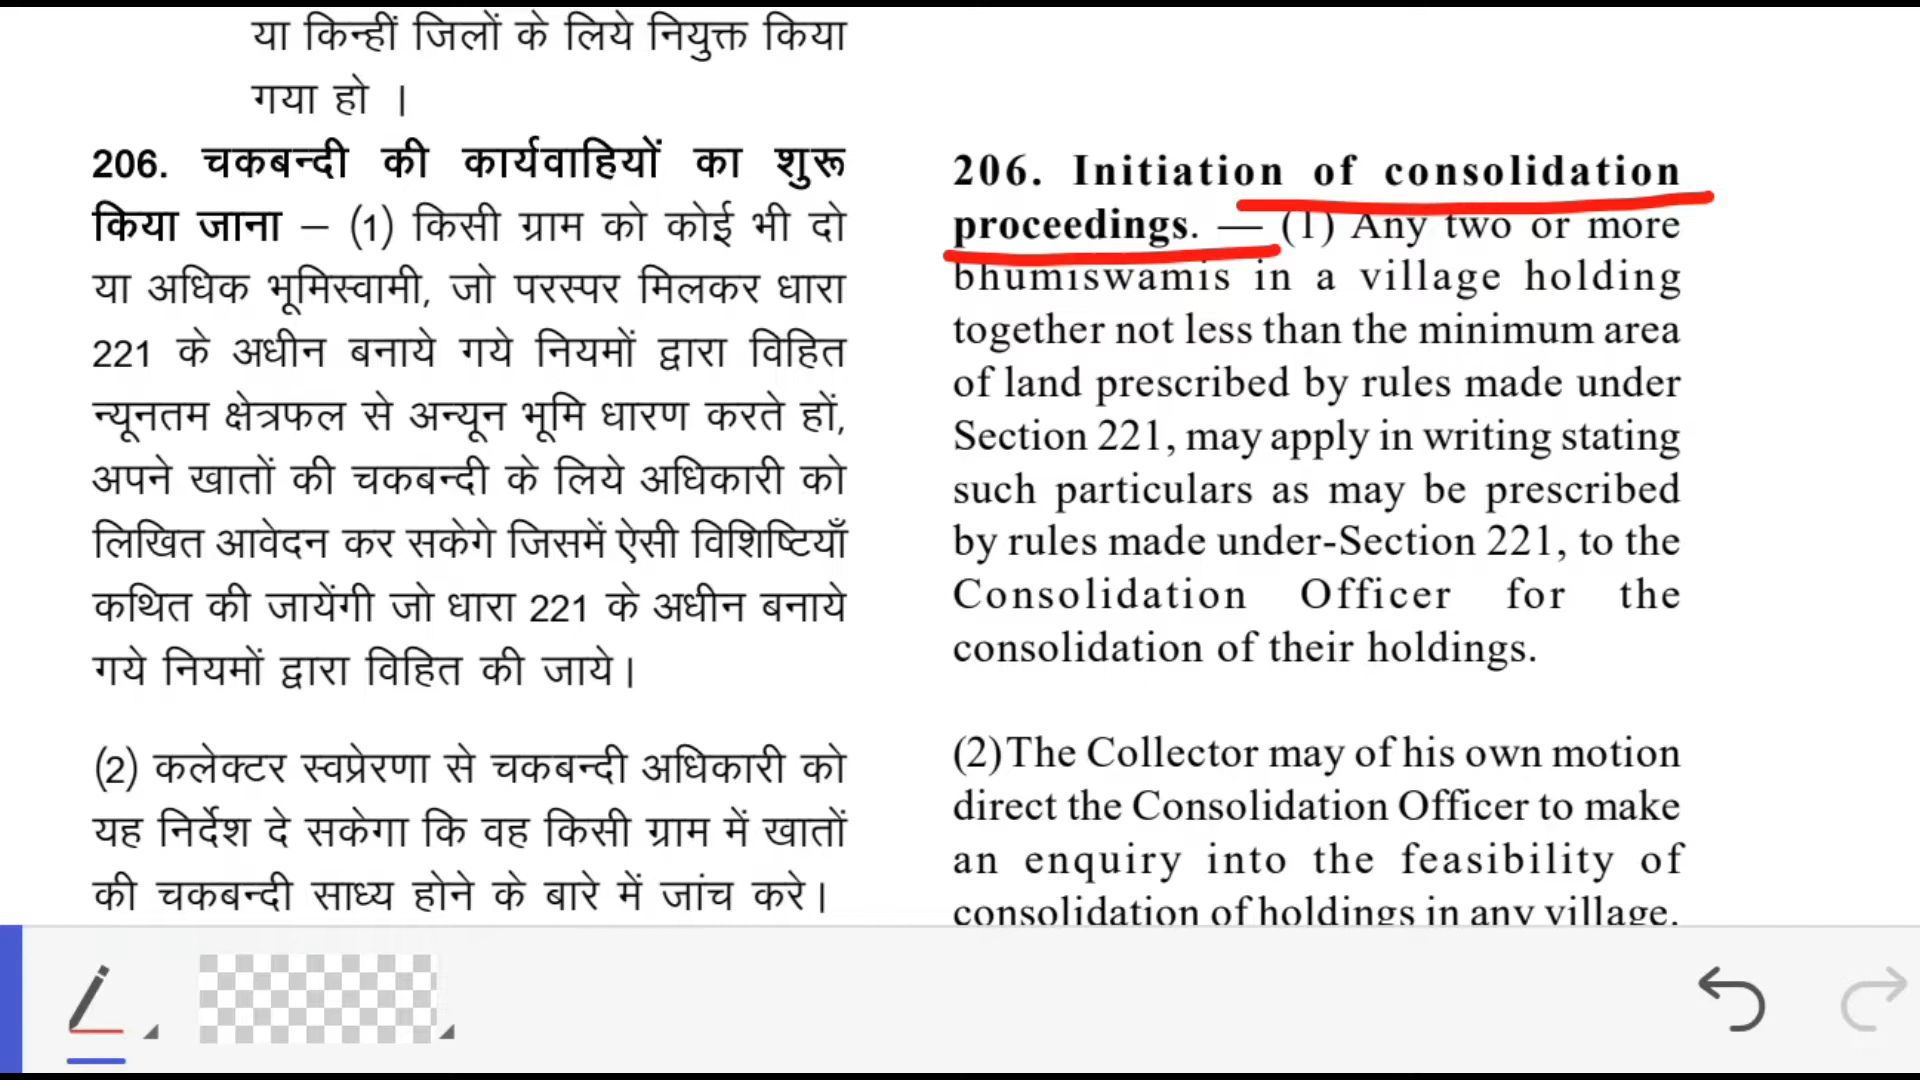 या किन्हीं जिलों के लिये नियुक्त किया
गया हो ।
206. चकबन्दी की कार्यवाहियों का शुरू
किया जाना – (1) किसी ग्राम को कोई भी दो
या अधिक भूमिस्वामी, जो परस्पर मिलकर धारा
221 के अधीन बनाये गये नियमों द्वारा विहित
न्यूनतम क्षेत्रफल से अन्यून भूमि धारण करते हों,
अपने खातों की चकबन्दी के लिये अधिकारी को
लिखित आवेदन कर सकेगे जिसमें ऐसी विशिष्टियाँ
कथित की जायेंगी जो धारा 221 के अधीन बनाये
गये नियमों द्वारा विहित की जाये।
(2) कलेक्टर स्वप्रेरणा से चकबन्दी अधिकारी को
यह निर्देश दे सकेगा कि वह किसी ग्राम में खातों
की चकबन्दी साध्य होने के बारे में जांच करे।
206. Initiation of consolidation
proceedings. — (1) Any two or more
bhumiswamis in a village holding
together not less than the minimum area
of land prescribed by rules made under
Section 221, may apply in writing stating
such particulars as may be prescribed
by rules made under-Section 221, to the
Consolidation Officer for the
consolidation of their holdings.
(2)The Collector may of his own motion
direct the Consolidation Officer to make
an enquiry into the feasibility of
consolidation of holdings in any village.